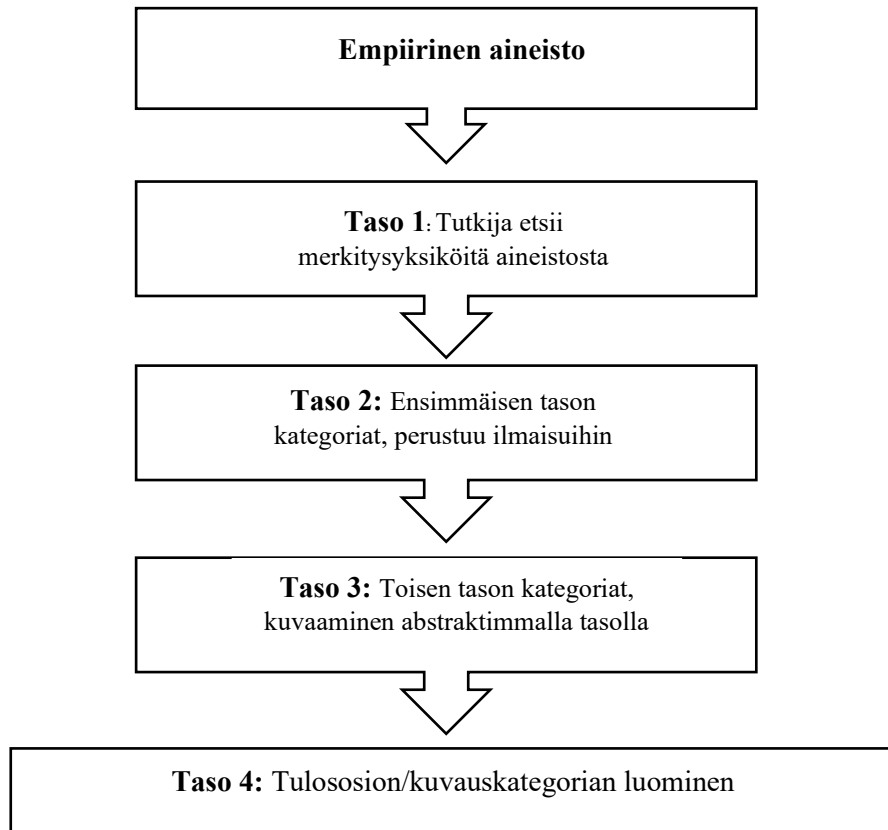 Empiirinen aineisto
Taso 1: Tutkija etsii
merkitysyksiköitä aineistosta
Taso 2: Ensimmäisen tason
kategoriat, perustuu ilmaisuihin
Taso 3: Toisen tason kategoriat,
kuvaaminen abstraktimmalla tasolla
Taso 4: Tulososion/kuvauskategorian luominen